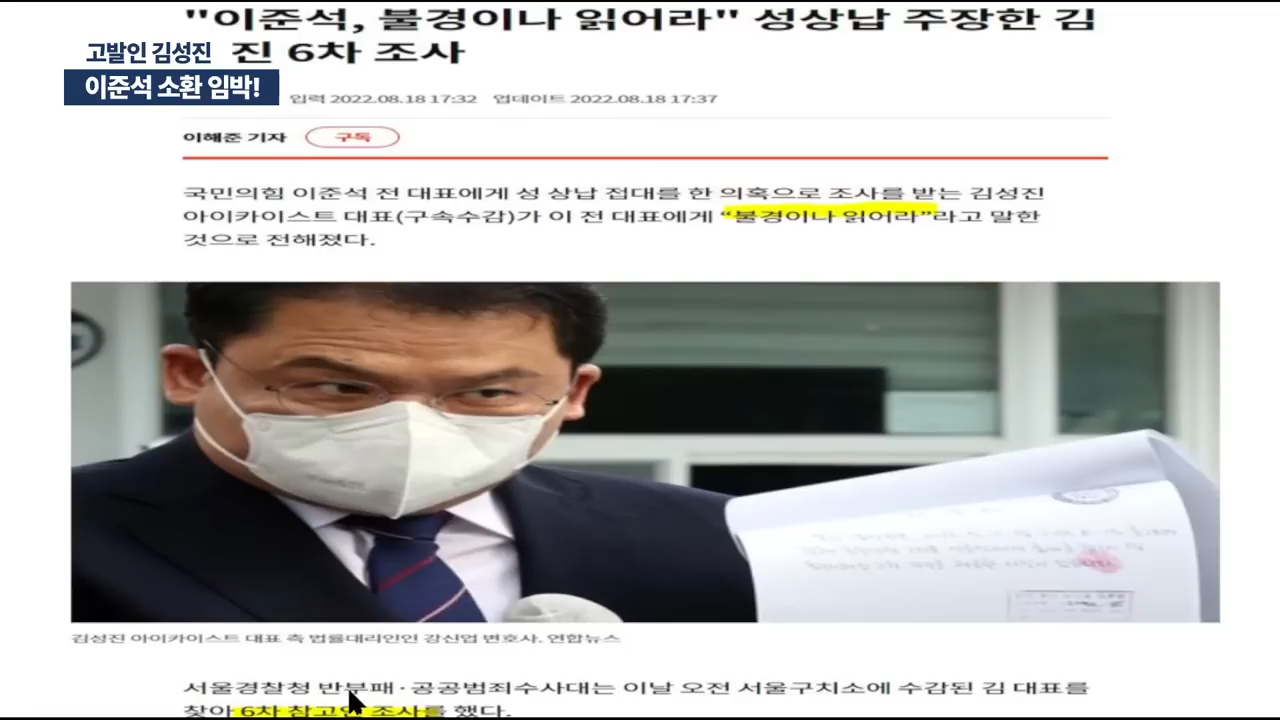 "이준석, 불경이나 읽어라" 성상납 주장한 김
진 6차 조사
고발인 김성진
이준석 소환 임박!
입력 2022.08.18 17:32 업데이트 2022.08.18 17:37
이해준 기자 구독
국민의힘 이준석 전 대표에게 성 상납 접대를 한 의혹으로 조사를 받는 김성진
아이카이스트 대표(구속수감)가 이 전 대표에게 “불경이나 읽어라”라고 말한
것으로 전해졌다.
김성진 아이카이스트 대표 측 법률대리인인 강신업 변호사. 연합뉴스
서울경찰청 반부패·공공범죄수사대는 이날 오전 서울구치소에 수감된 김 대표를
찾아 6차 참고인 조사를 했다.